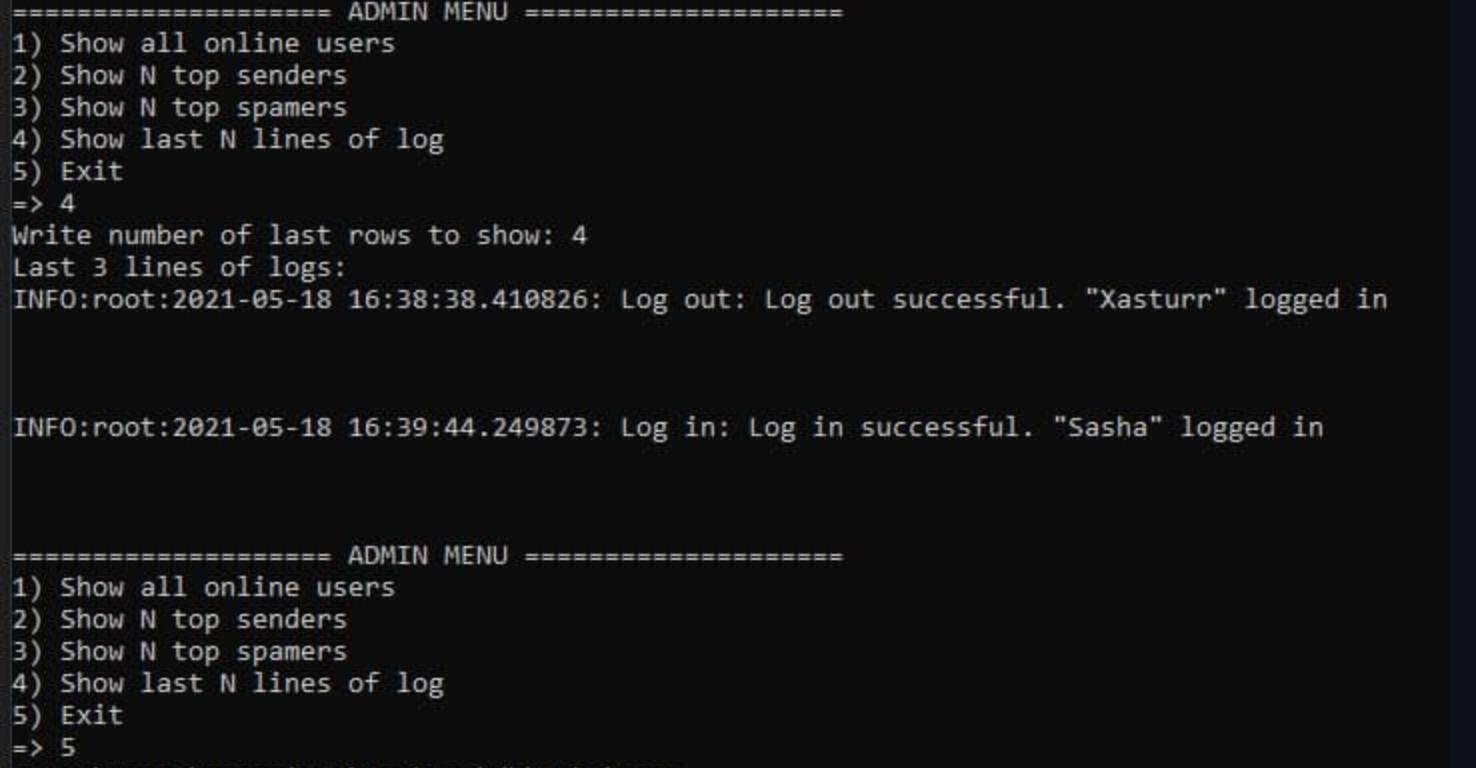 ==================== ADMIN MENU ====================
1) Show all online users
2) Show N top senders
3) Show N top spamers
4) Show last N lines of log
5) Exit
=> 4
Write number of last rows to show: 4
Last 3 lines of logs:
INFO:root:2021-05-18 16:38:38.410826: Log out: Log out successful. "Xasturr" logged in
INFO:root:2021-05-18 16:39:44.249873: Log in: Log in successful. "Sasha" logged in
==================== ADMIN MENU ====================
1) Show all online users
2) Show N top senders
3) Show N top spamers
4) Show last N lines of log
5) Exit
=> 5